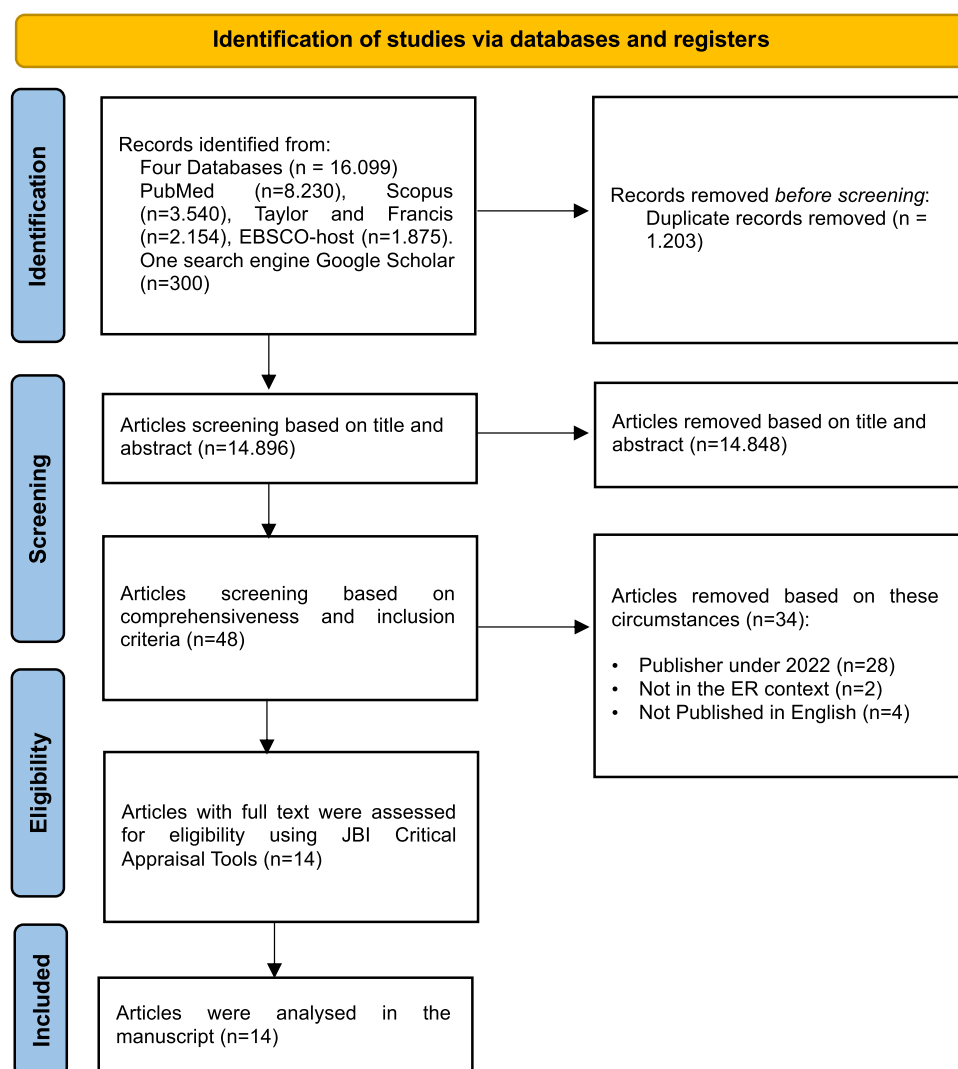 Identification of studies via databases and registers
Identification
Records identified from:
Four Databases (n = 16.099)
PubMed (n=8.230), Scopus
(n=3.540), Taylor and Francis
(n=2.154), EBSCO-host (n=1.875).
One search engine Google Scholar
(n=300)
Records removed before screening:
Duplicate records removed (n =
1.203)
Screening
Articles screening based on title and
abstract (n=14.896)
Articles removed based on title and
abstract (n=14.848)
Articles screening based on
comprehensiveness and inclusion
criteria (n=48)
Articles removed based on these
circumstances (n=34):
• Publisher under 2022 (n=28)
• Not in the ER context (n=2)
• Not Published in English (n=4)
Eligibility
Articles with full text were assessed
for eligibility using JBI Critical
Appraisal Tools (n=14)
Included
Articles were analysed in the
manuscript (n=14)